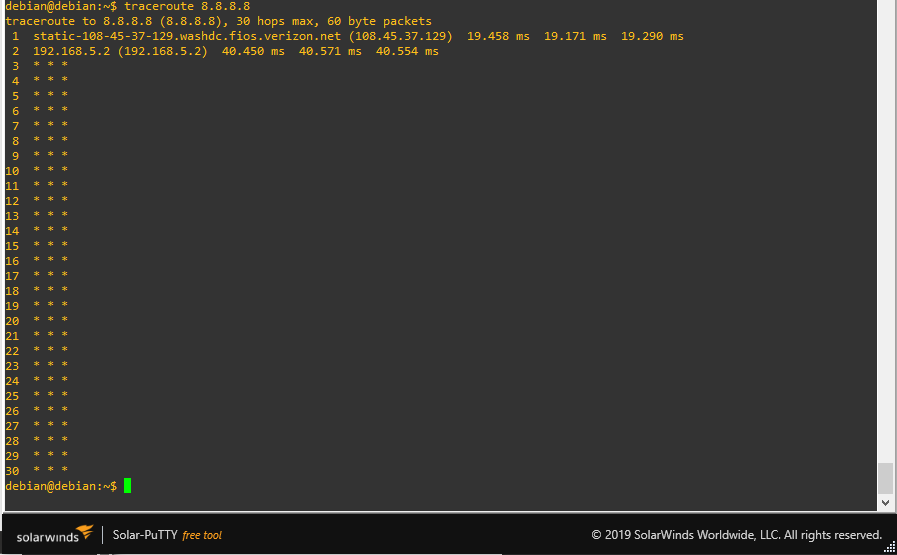 debian@debian:~$ traceroute 8.8.8.8
traceroute to 8.8.8.8 (8.8.8.8), 30 hops max, 60 byte packets
 1  static-108-45-37-129.washdc.fios.verizon.net (108.45.37.129)  19.458 ms  19.171 ms  19.290 ms
 2  192.168.5.2 (192.168.5.2)  40.450 ms  40.571 ms  40.554 ms
 3  * * *
 4  * * *
 5  * * *
 6  * * *
 7  * * *
 8  * * *
 9  * * *
10  * * *
11  * * *
12  * * *
13  * * *
14  * * *
15  * * *
16  * * *
17  * * *
18  * * *
19  * * *
20  * * *
21  * * *
22  * * *
23  * * *
24  * * *
25  * * *
26  * * *
27  * * *
28  * * *
29  * * *
30  * * *
debian@debian:~$
solarwinds Solar-PuTTY free tool © 2019 SolarWinds Worldwide, LLC. All rights reserved.